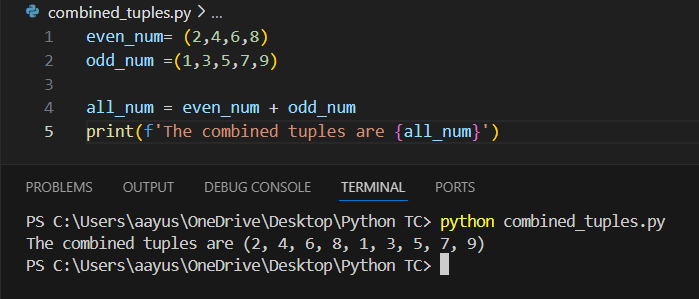 combined_tuples.py > ...
1 even_num= (2,4,6,8)
2 odd_num =(1,3,5,7,9)
3
4 all_num = even_num + odd_num
5 print(f'The combined tuples are {all_num}')
PROBLEMS OUTPUT DEBUG CONSOLE TERMINAL PORTS
PS C:\Users\aayus\OneDrive\Desktop\Python TC> python combined_tuples.py
The combined tuples are (2, 4, 6, 8, 1, 3, 5, 7, 9)
PS C:\Users\aayus\OneDrive\Desktop\Python TC>